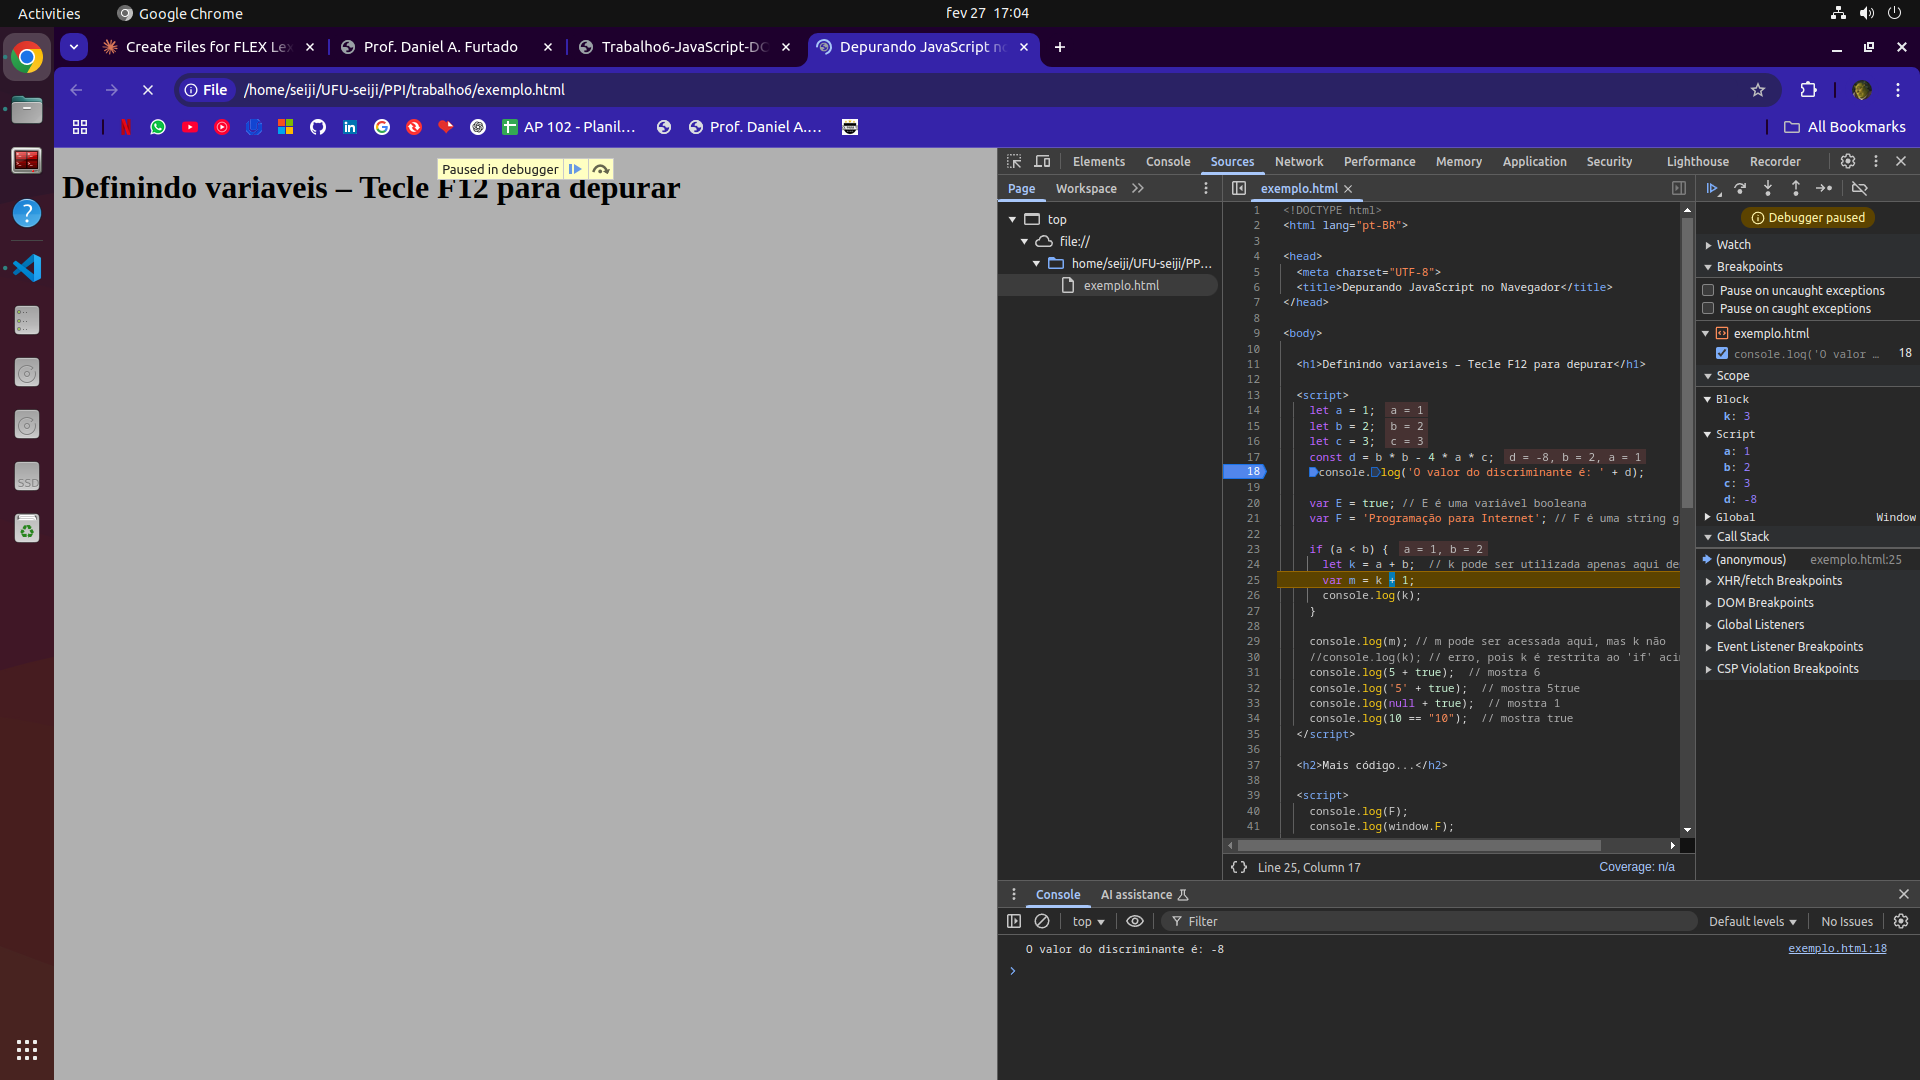 Activities
Google Chrome
fev 27 17:04
Create Files for FLEX Lex
Prof. Daniel A. Furtado
Trabalho6-JavaScript-DO
Depurando JavaScript no
File
/home/seiji/UFU-seiji/PPI/trabalho6/exemplo.html
AP 102 - Planil...
Prof. Daniel A....
All Bookmarks
Paused in debugger
Definindo variaveis – Tecle F12 para depurar
Elements
Console
Sources
Network
Performance
Memory
Application
Security
Lighthouse
Recorder
Page
Workspace
top
file://
home/seiji/UFU-seiji/PP...
exemplo.html
exemplo.html
1 <!DOCTYPE html>
2 <html lang="pt-BR">
3
4 <head>
5 <meta charset="UTF-8">
6 <title>Depurando JavaScript no Navegador</title>
7 </head>
8
9 <body>
10
11 <h1>Definindo variaveis – Tecle F12 para depurar</h1>
12
13 <script>
14 let a = 1; a = 1
15 let b = 2; b = 2
16 let c = 3; c = 3
17 const d = b * b - 4 * a * c; d = -8, b = 2, a = 1
18 console.log('O valor do discriminante é: ' + d);
19
20 var E = true; // E é uma variável booleana
21 var F = 'Programação para Internet'; // F é uma string g
22
23 if (a < b) { a = 1, b = 2
24 let k = a + b; // k pode ser utilizada apenas aqui de
25 var m = k + 1;
26 console.log(k);
27 }
28
29 console.log(m); // m pode ser acessada aqui, mas k não
30 //console.log(k); // erro, pois k é restrita ao 'if' aci
31 console.log(5 + true); // mostra 6
32 console.log('5' + true); // mostra 5true
33 console.log(null + true); // mostra 1
34 console.log(10 == "10"); // mostra true
35 </script>
36
37 <h2>Mais código...</h2>
38
39 <script>
40 console.log(F);
41 console.log(window.F);
{} Line 25, Column 17
Coverage: n/a
Debugger paused
Watch
Breakpoints
Pause on uncaught exceptions
Pause on caught exceptions
exemplo.html
console.log('O valor … 18
Scope
Block
k: 3
Script
a: 1
b: 2
c: 3
d: -8
Global Window
Call Stack
(anonymous) exemplo.html:25
XHR/fetch Breakpoints
DOM Breakpoints
Global Listeners
Event Listener Breakpoints
CSP Violation Breakpoints
Console
AI assistance
top
Filter
Default levels
No Issues
O valor do discriminante é: -8
exemplo.html:18
SSD